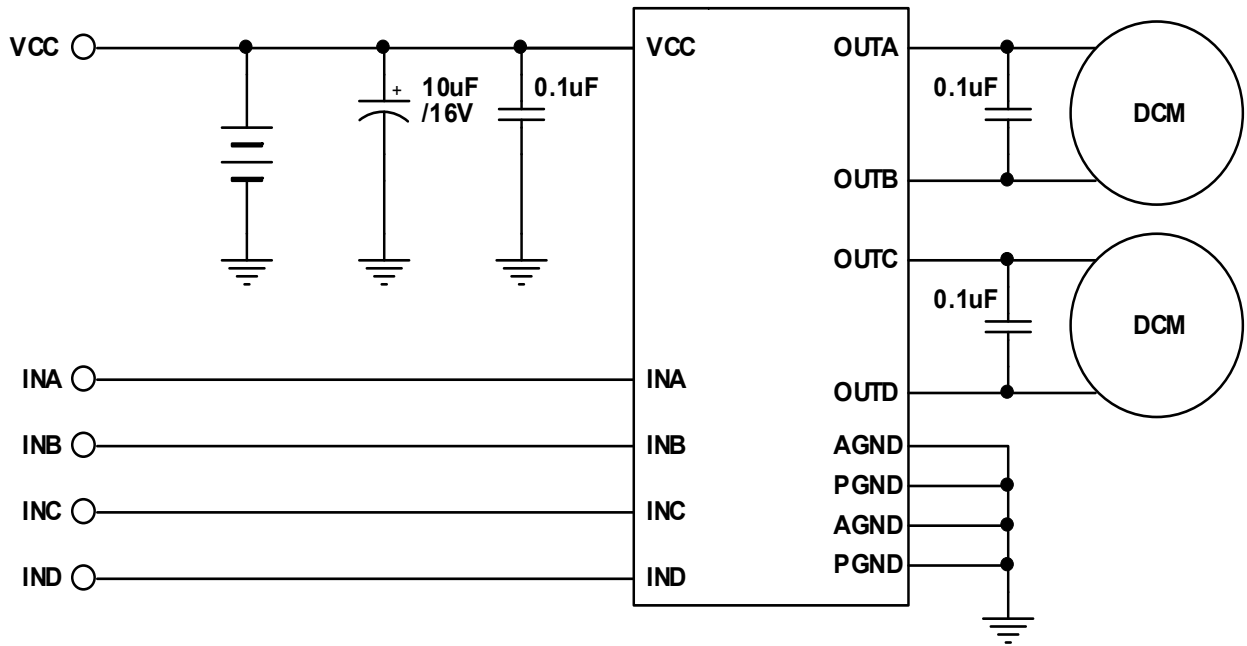 VCC
VCC
OUTA
10uF
/16V
0.1uF
0.1uF
DCM
OUTB
OUTC
0.1uF
DCM
INA
INA
OUTD
INB
INB
AGND
PGND
INC
INC
AGND
PGND
IND
IND